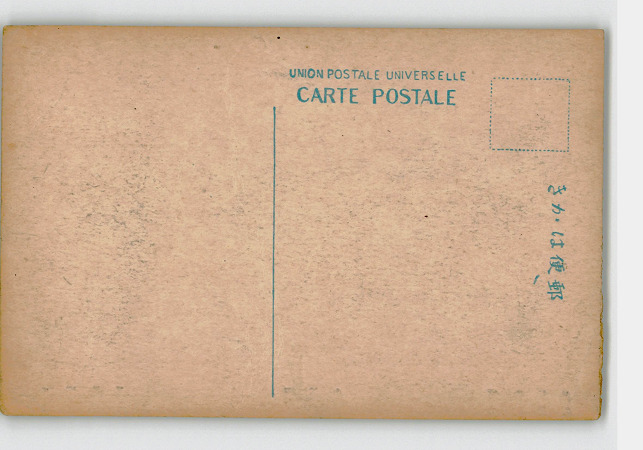 UNION POSTALE UNIVERSELLE
CARTE POSTALE
郵便はかき